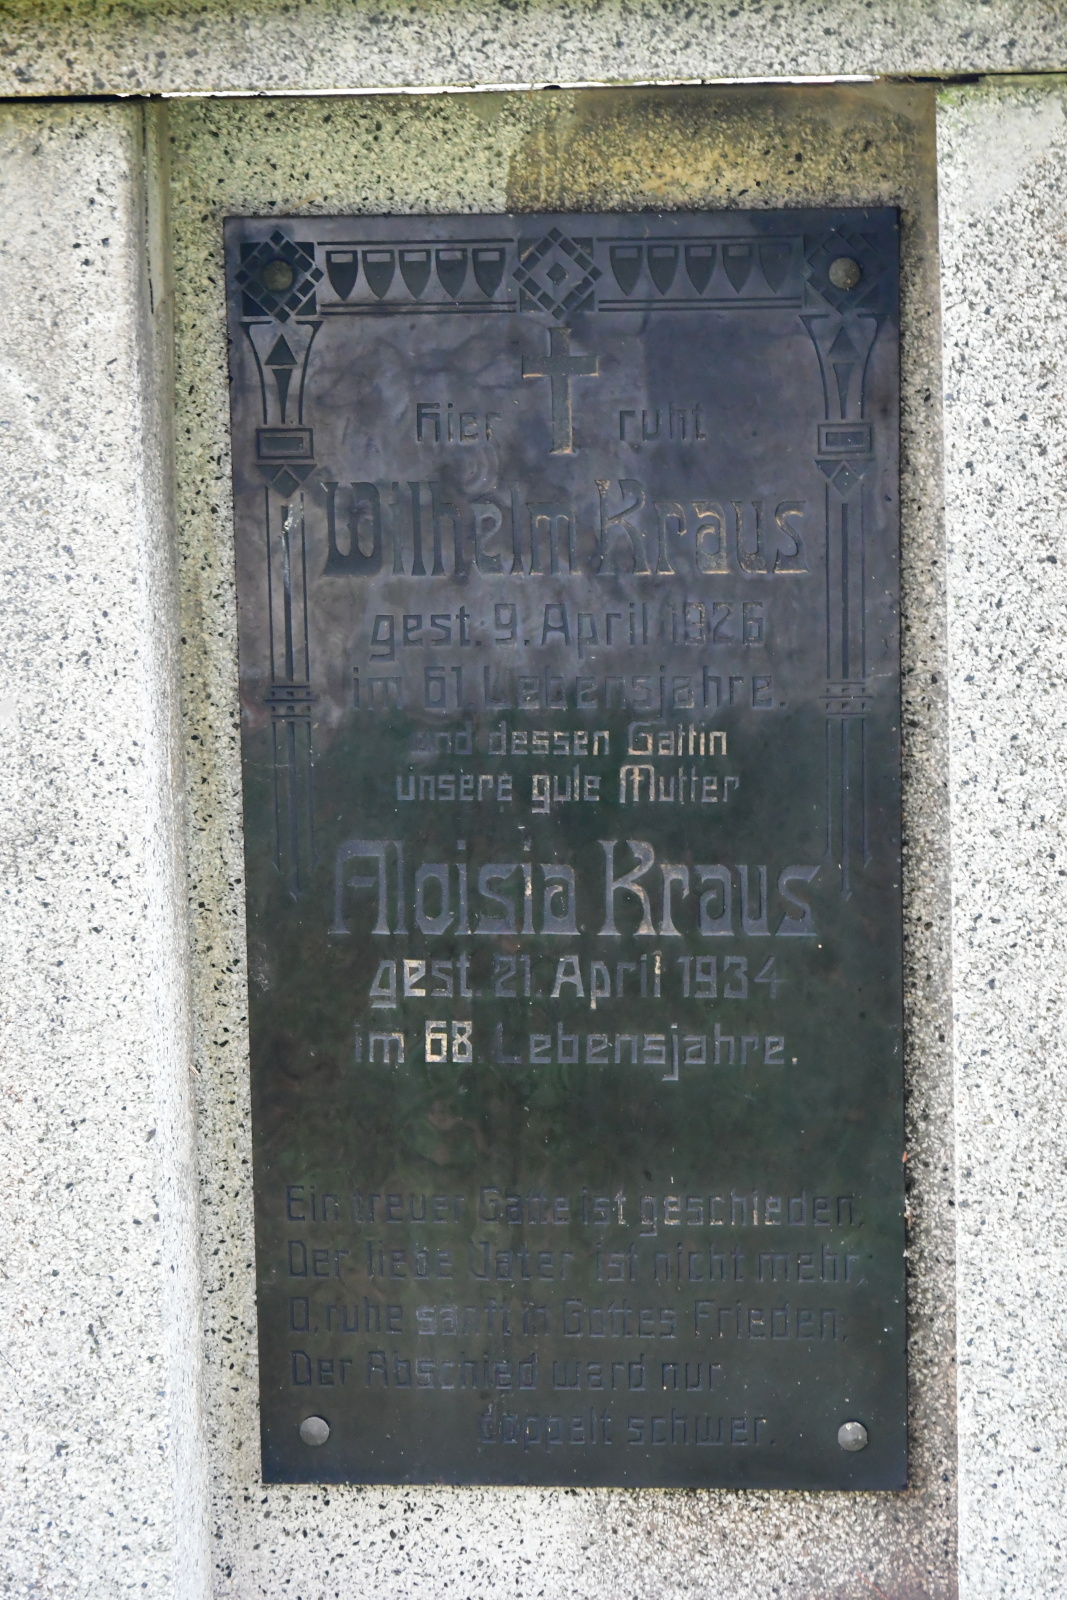 Hier ruht
Wilhelm Kraus
gest. 9. April 1926
im 61. Lebensjahre.
und dessen Gattin
unsere gute Mutter
Aloisia Kraus
gest. 21. April 1934
im 68. Lebensjahre.
Ein treuer Gatte ist geschieden,
Der liebe Vater ist nicht mehr,
O, ruhe sanft in Gottes Frieden,
Der Abschied ward nur
doppelt schwer.